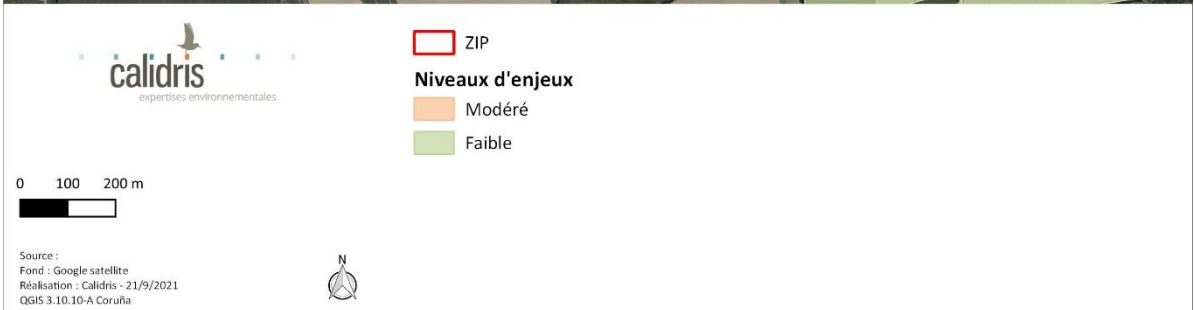 calidris
expertises environnementales
ZIP
Niveaux d'enjeux
Modéré
Faible
0 100 200 m
Source :
Fond : Google satellite
Réalisation : Calidris - 21/9/2021
QGIS 3.10.10-A Coruña
N